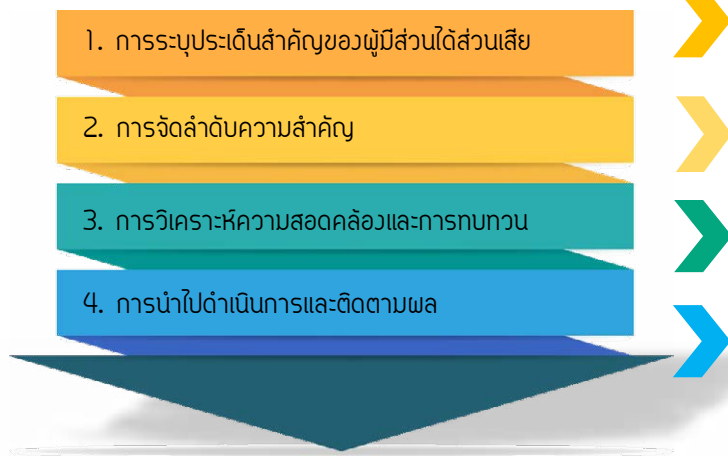 1. การระบุประเด็นสำคัญของผู้มีส่วนได้ส่วนเสีย
2. การจัดลำดับความสำคัญ
3. การวิเคราะห์ความสอดคล้องและการทบทวน
4. การนำไปดำเนินการและติดตามผล